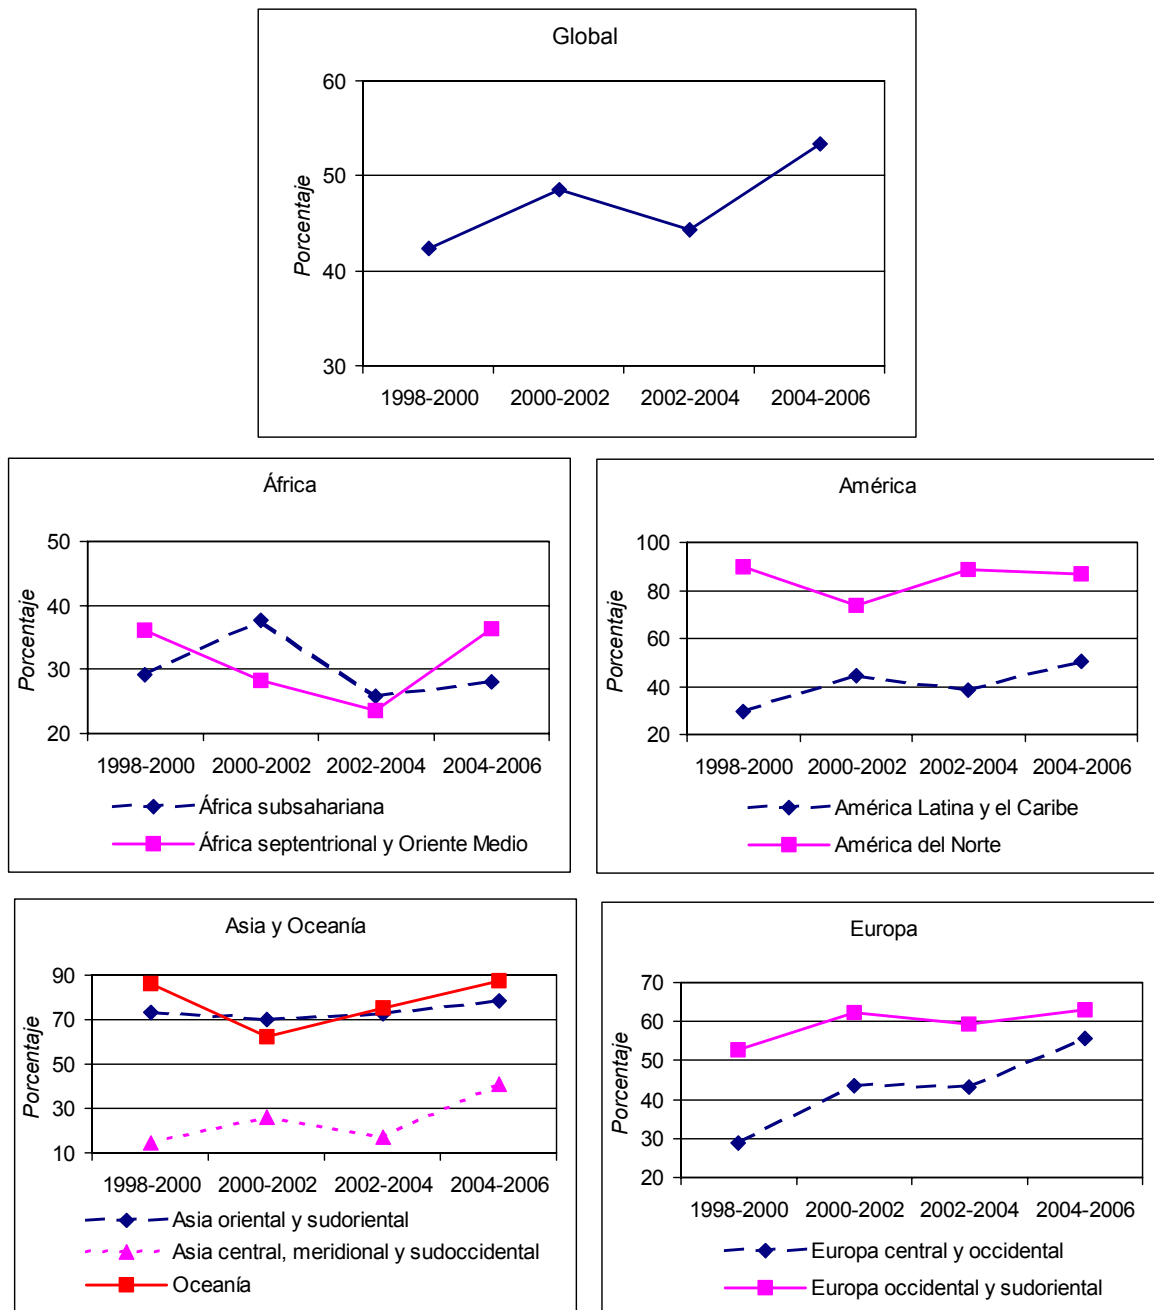 Global
Porcentaje
60
50
40
30
1998-2000 2000-2002 2002-2004 2004-2006
África
Porcentaje
50
40
30
20
1998-2000 2000-2002 2002-2004 2004-2006
África subsahariana
África septentrional y Oriente Medio
América
Porcentaje
100
80
60
40
20
1998-2000 2000-2002 2002-2004 2004-2006
América Latina y el Caribe
América del Norte
Asia y Oceanía
Porcentaje
90
70
50
30
10
1998-2000 2000-2002 2002-2004 2004-2006
Asia oriental y sudoriental
Asia central, meridional y sudoccidental
Oceanía
Europa
Porcentaje
70
60
50
40
30
20
1998-2000 2000-2002 2002-2004 2004-2006
Europa central y occidental
Europa occidental y sudoriental